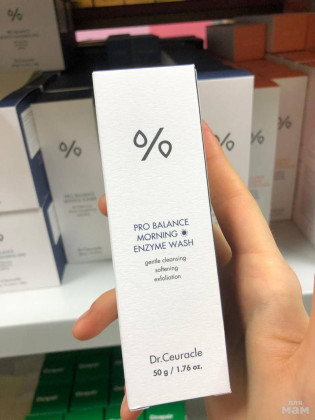 %
PRO BALANCE
MORNING ☀
ENZYME WASH
gentle cleansing
softening
exfoliation
Dr.Ceuracle
50 g / 1.76 oz.